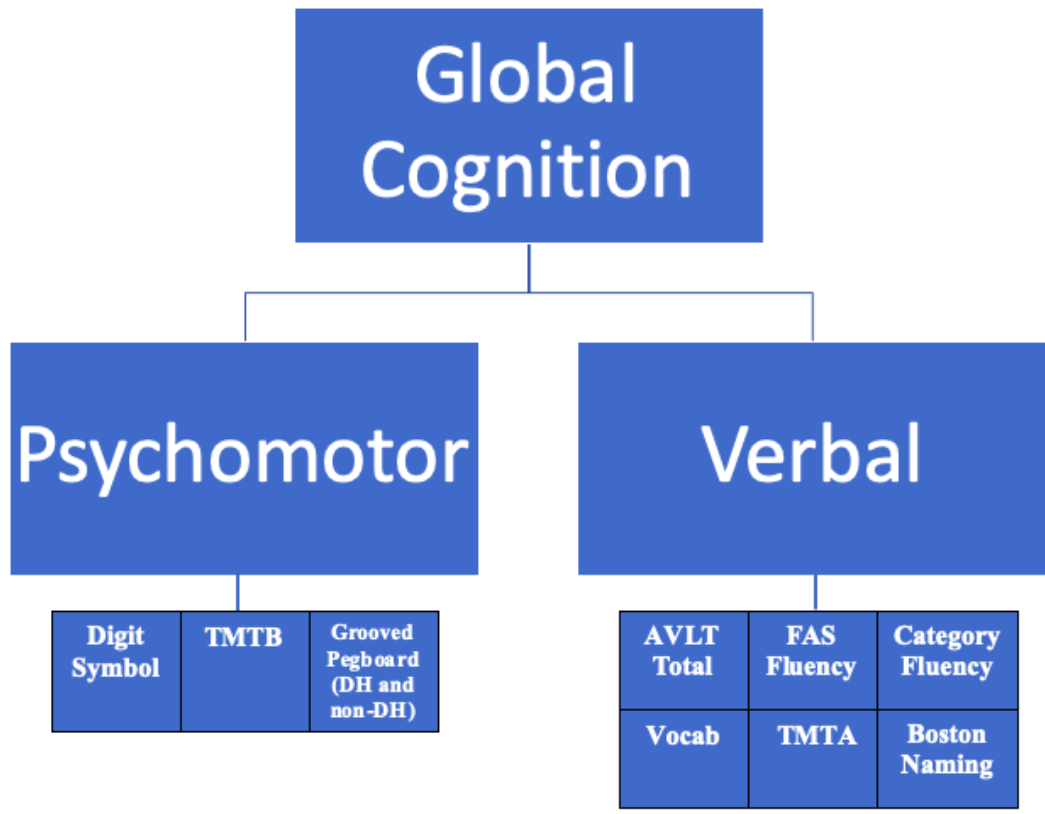 Global
Cognition
Psychomotor
Verbal
Digit
Symbol
TMTB
Grooved
Pegboard
(DH and
non-DH)
AVLT
Total
FAS
Fluency
Category
Fluency
Vocab
TMTA
Boston
Naming